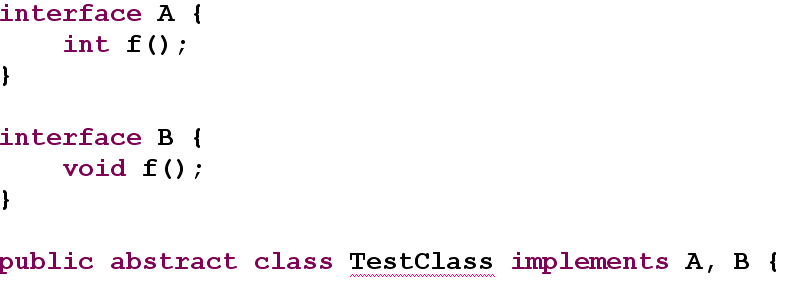 interface A {
    int f();
}

interface B {
    void f();
}

public abstract class TestClass implements A, B {